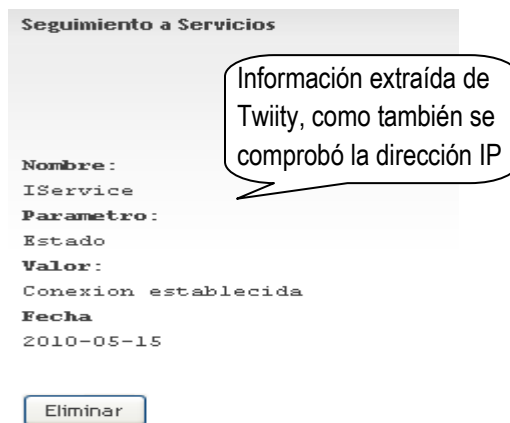 Seguimiento a Servicios
Información extraída de
Twiity, como también se
comprobó la dirección IP
Nombre:
IService
Parametro:
Estado
Valor:
Conexion establecida
Fecha
2010-05-15
Eliminar